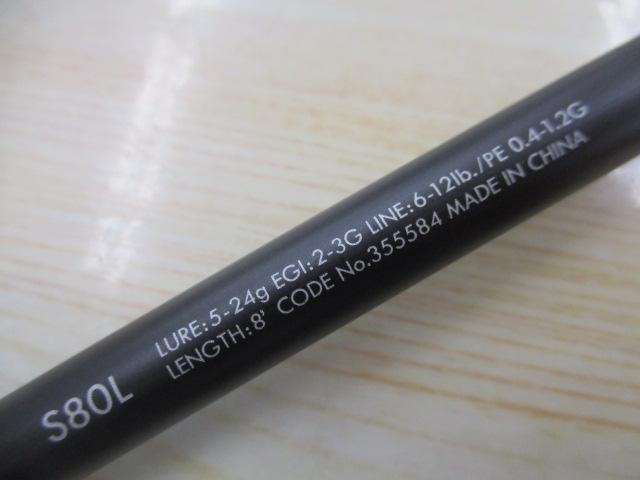 S80L
LURE:5-24g EGI:2-3G LINE:6-12lb./PE 0.4-1.2G
LENGTH:8' CODE No.355584 MADE IN CHINA